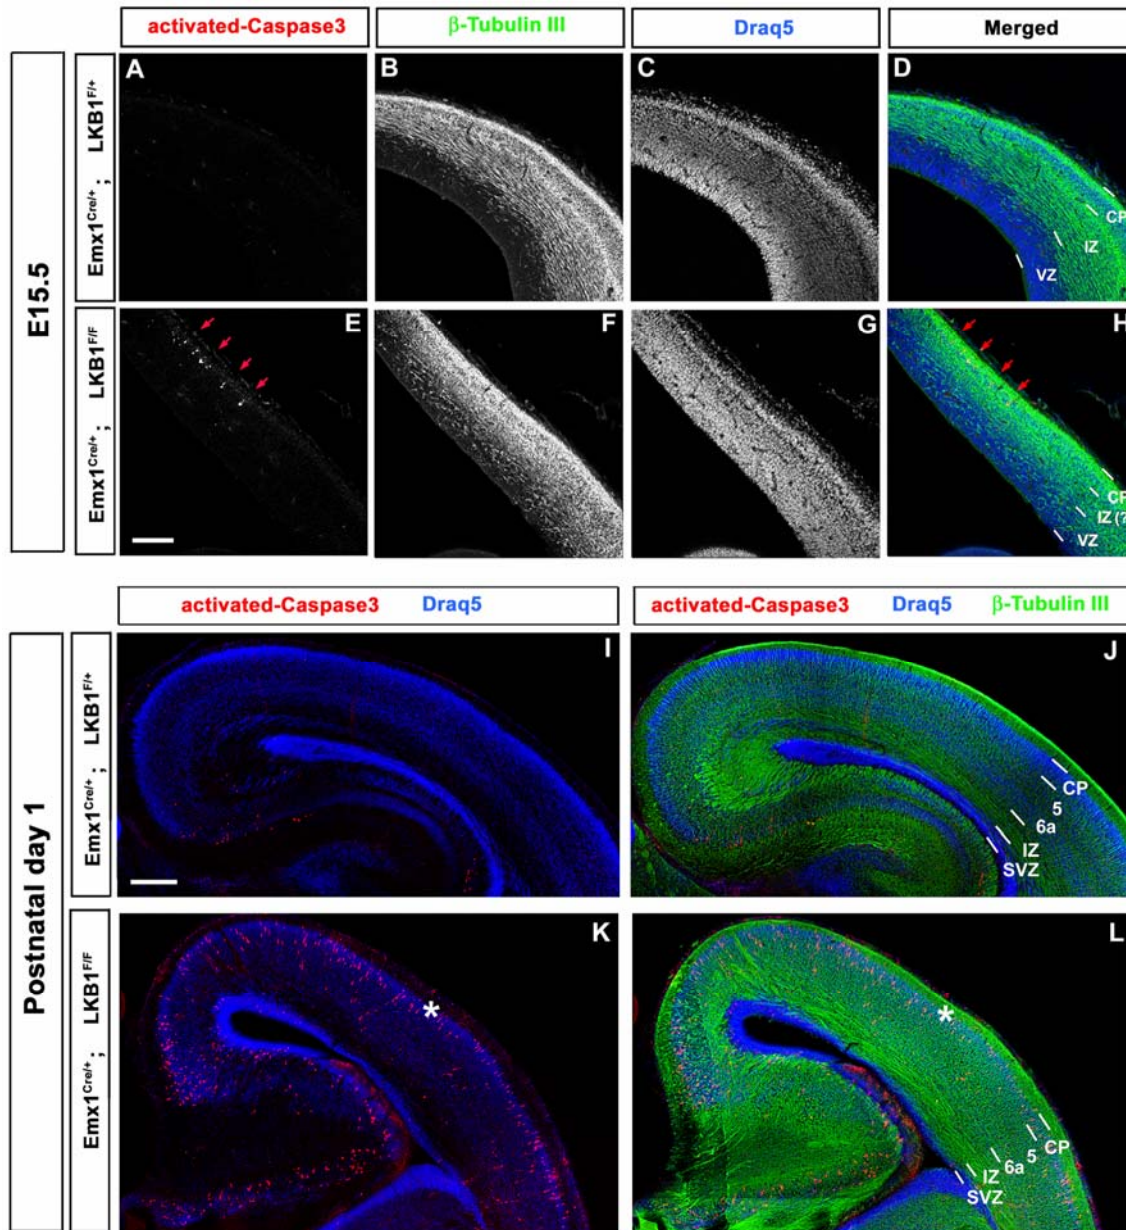 activated-Caspase3
β-Tubulin III
Draq5
Merged
E15.5
Emx1Cre/+; LKB1F/+
A
B
C
D
CP
IZ
VZ
Emx1Cre/+; LKB1F/F
E
F
G
H
CP
IZ (?
VZ
activated-Caspase3 Draq5
activated-Caspase3 Draq5 β-Tubulin III
Postnatal day 1
Emx1Cre/+; LKB1F/+
I
J
CP
5
6a
IZ
SVZ
Emx1Cre/+; LKB1F/F
K
*
L
*
CP
5
6a
IZ
SVZ